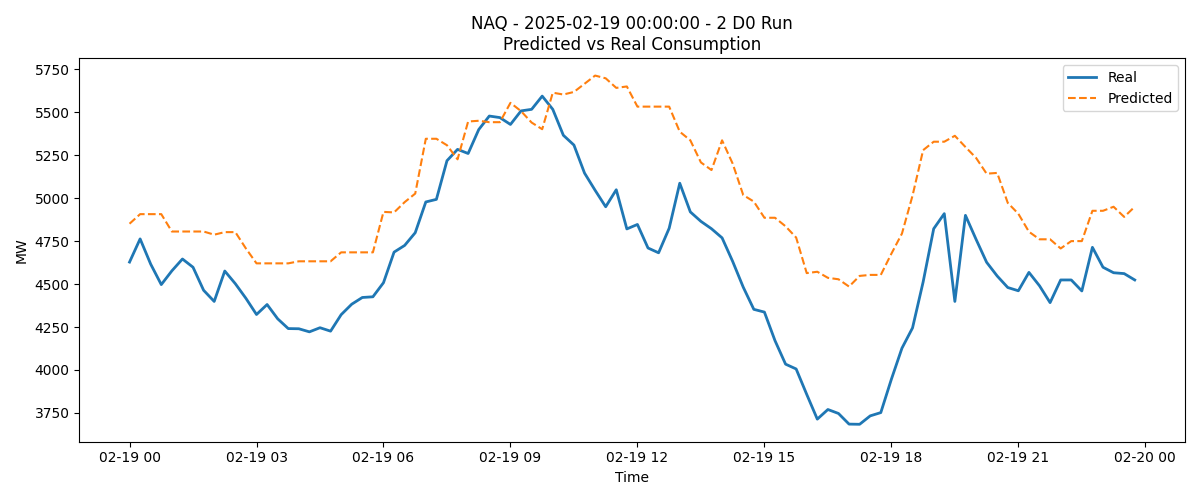 NAQ - 2025-02-19 00:00:00 - 2 D0 Run
Predicted vs Real Consumption
Real
Predicted
MW
5750
5500
5250
5000
4750
4500
4250
4000
3750
02-19 00 02-19 03 02-19 06 02-19 09 02-19 12 02-19 15 02-19 18 02-19 21 02-20 00
Time